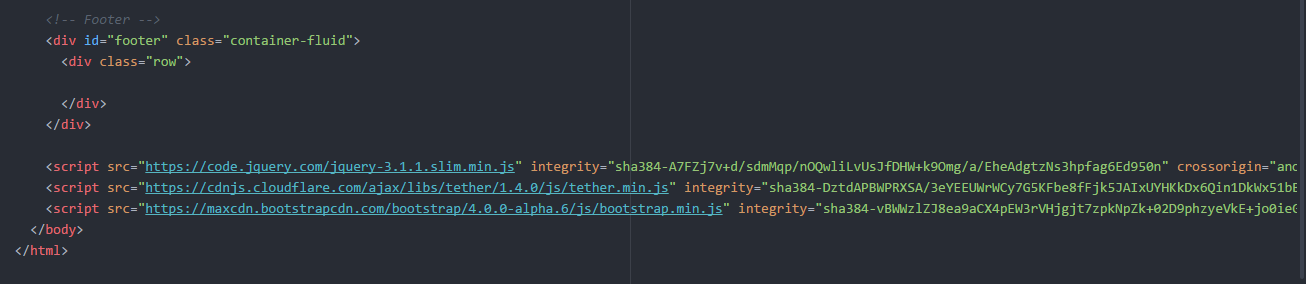 <!-- Footer -->
<div id="footer" class="container-fluid">
<div class="row">
</div>
</div>
<script src="https://code.jquery.com/jquery-3.1.1.slim.min.js" integrity="sha384-A7FZj7v+d/sdmMqp/nOQwliLvUsJfDHW+k9Omg/a/EheAdgtzNs3hpfag6Ed950n" crossorigin="ano
<script src="https://cdnjs.cloudflare.com/ajax/libs/tether/1.4.0/js/tether.min.js" integrity="sha384-DztdAPBWPRXSA/3eYEEUWrWCy7G5KFbe8fFjk5JAIxUYHKkDx6Qin1DkWx51bB
<script src="https://maxcdn.bootstrapcdn.com/bootstrap/4.0.0-alpha.6/js/bootstrap.min.js" integrity="sha384-vBWWzlZJ8ea9aCX4pEW3rVHjgjt7zpkNpZk+02D9phzyeVkE+jo0ieG
</body>
</html>